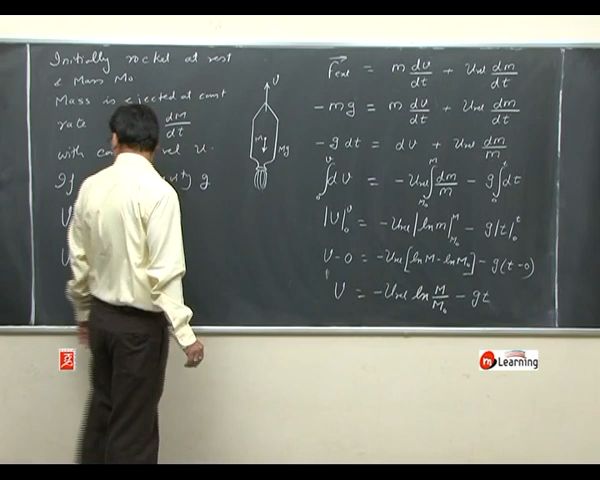 Initially rocket at rest
& Mass M₀
Mass is ejected at const
rate dM/dt
with vel U.
If g
U
U
U
M
Mg
F⃗ext = m dv/dt + Urel dm/dt
-mg = m dv/dt + Urel dm/dt
-g dt = dv + Urel dm/m
∫₀ᵛ dv = -Urel ∫_{M₀}^{M} dm/m - g ∫₀ᵗ dt
|V|₀ᵛ = -Urel |ln m|_{M₀}^{M} - g|t|₀ᵗ
V - 0 = -Urel [ln M - ln M₀] - g(t-0)
V = -Urel ln M/M₀ - gt
m Learning